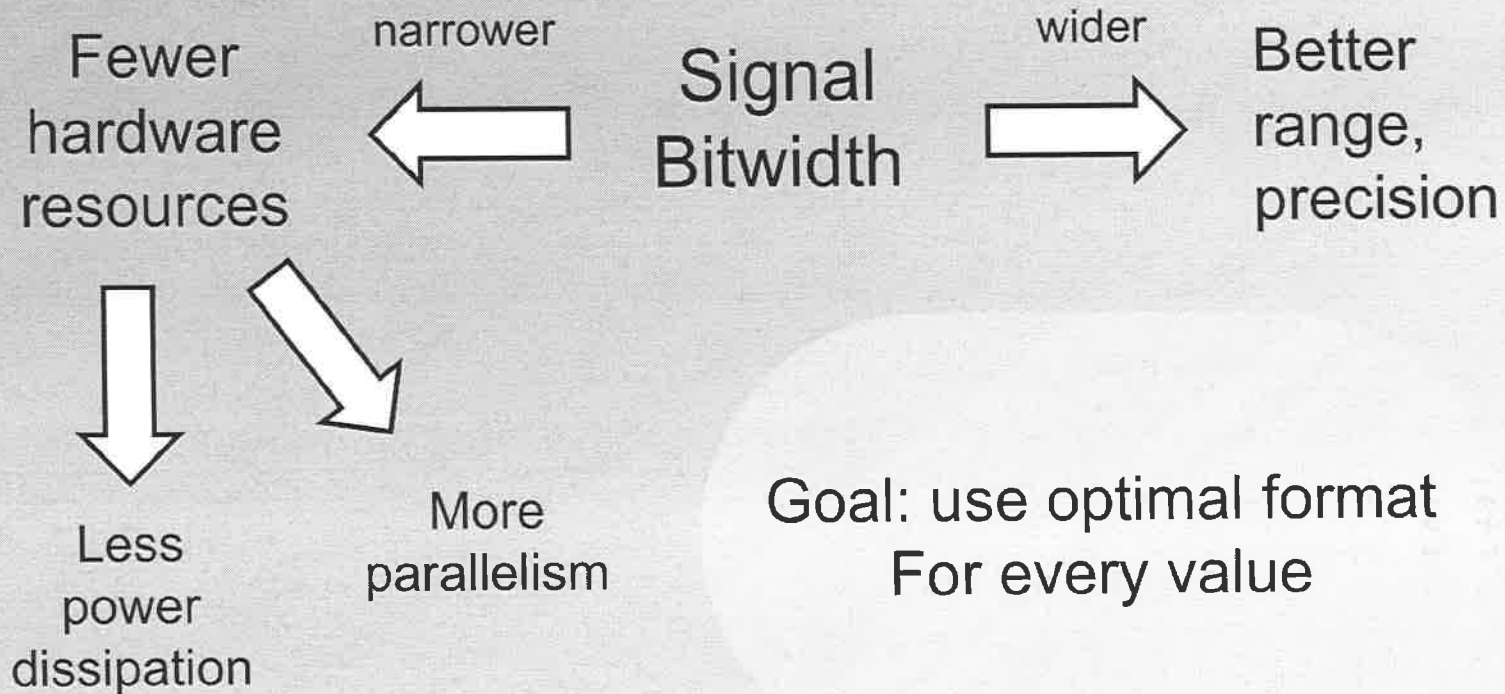 Fewer
hardware
resources
narrower
Signal
Bitwidth
wider
Better
range,
precision
Less
power
dissipation
More
parallelism
Goal: use optimal format
For every value